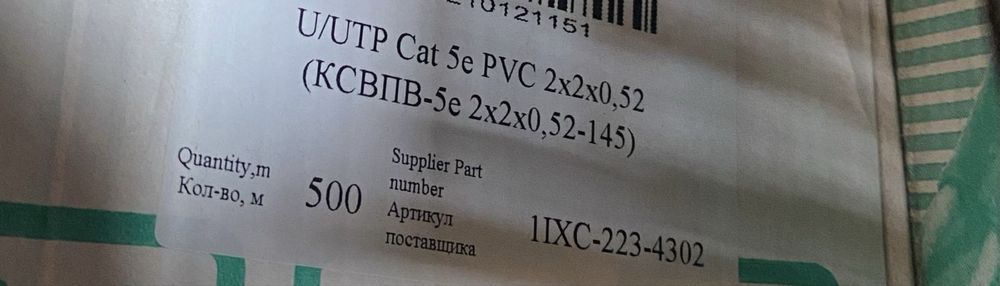 210121151
U/UTP Cat 5e PVC 2x2x0,52
(КСВПВ-5е 2х2х0,52-145)
Quantity,m
Кол-во, м
500
Supplier Part
number
Артикул
поставщика
1IXC-223-4302